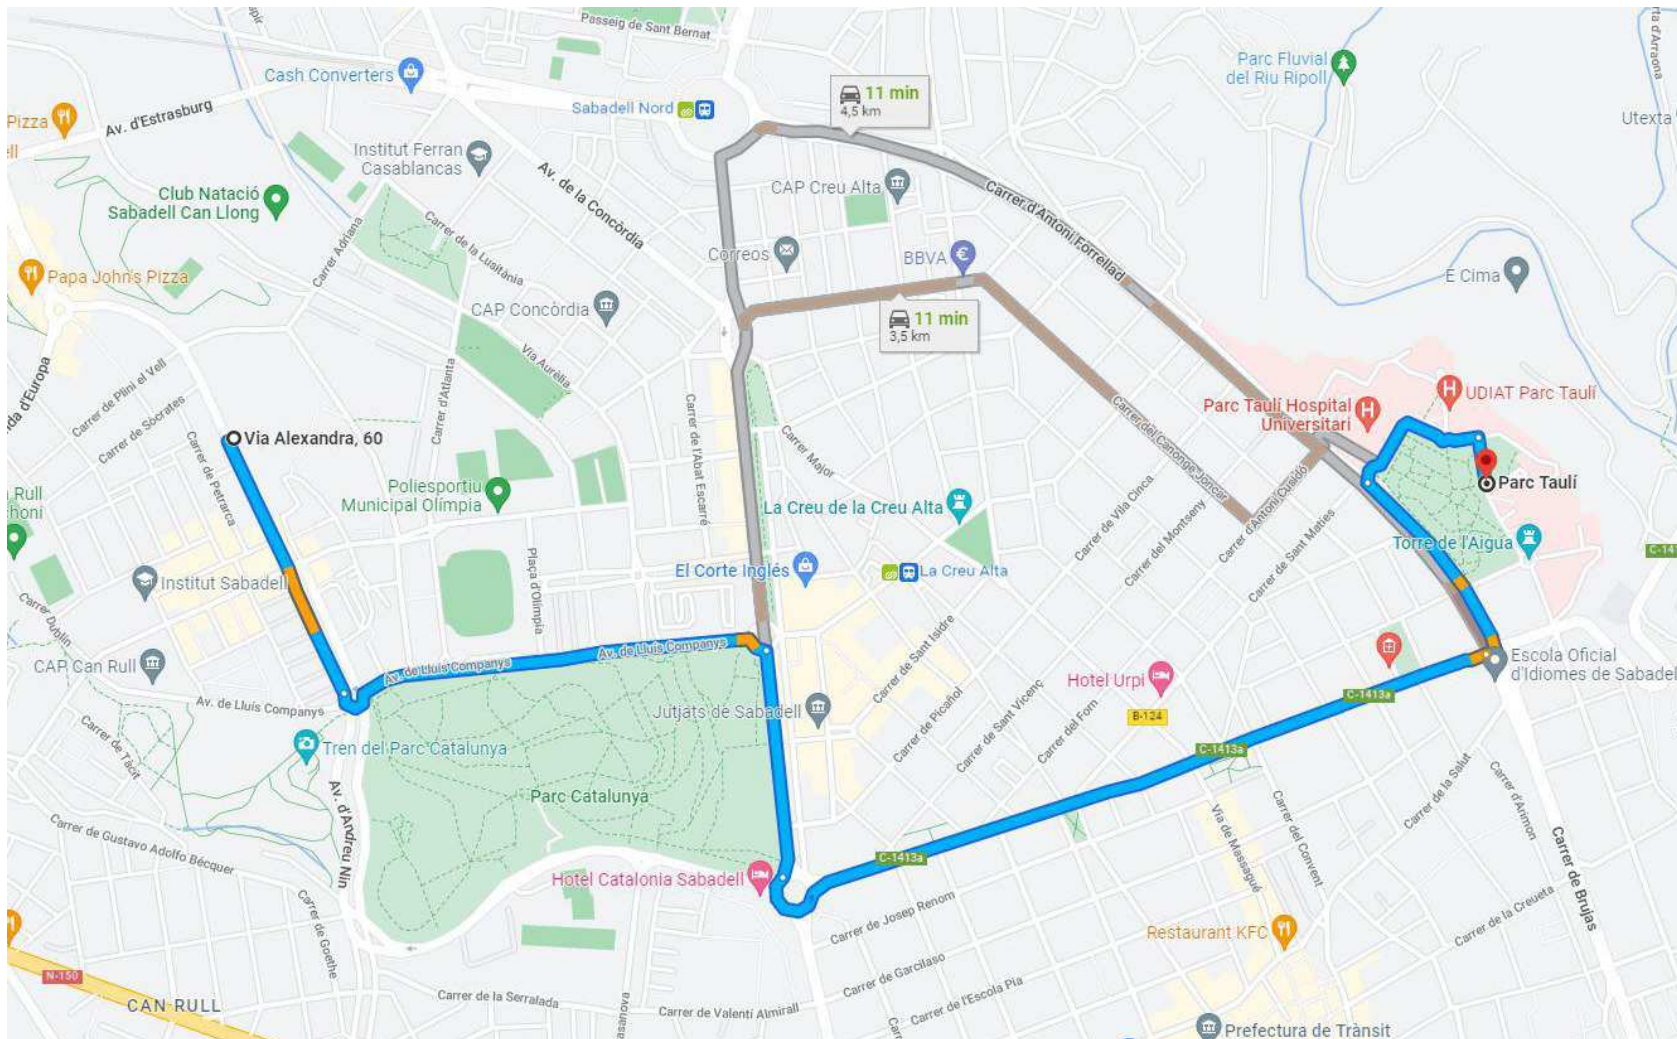 Passeig de Sant Bernat
Cash Converters
Av. d'Estrasburg
Pizza
Sabadell Nord
11 min
4,5 km
Parc Fluvial
del Riu Ripoll
Utexta
Institut Ferran
Casablancas
Av. de la Concòrdia
Club Natació
Sabadell Can Llong
CAP Creu Alta
Carrer d'Antoni Forrellad
Carrer Adriana
Carrer de la Lusitània
Correos
BBVA
E Cima
Papa John's Pizza
CAP Concòrdia
11 min
3,5 km
Via Aurèlia
Carrer de Plini el Vell
Carrer de Sòcrates
Carrer d'Atlanta
Carrer de l'Abat Escarré
Parc Taulí Hospital
Universitari
UDIAT Parc Taulí
Via Alexandra, 60
Carrer de Petrarca
Carrer Major
Carrer del Canonge Joncar
Carrer d'Antoni Cusidó
Parc Taulí
Poliesportiu
Municipal Olímpia
La Creu de la Creu Alta
Carrer de Vila Cinca
Carrer del Montseny
Carrer de Sant Maties
Torre de l'Aigua
Institut Sabadell
Plaça d'Olímpia
El Corte Inglés
La Creu Alta
Carrer Dublin
CAP Can Rull
Av. de Lluís Companys
Av. de Lluís Companys
Av. de Lluís Companys
Carrer de Sant Isidre
Carrer de Picañol
Carrer de Sant Vicenç
Carrer del Forn
Hotel Urpi
B-124
C-1413a
Escola Oficial
d'Idiomes de Sabadel
Jutjats de Sabadell
Carrer de Tàcit
Tren del Parc Catalunya
C-1413a
Parc Catalunya
Av. d'Andreu Nin
Carrer de la Salut
Carrer d'Arimon
Carrer de Gustavo Adolfo Bécquer
Via de Massagué
Carrer del Convent
C-1413a
Hotel Catalonia Sabadell
Carrer de Brujas
Carrer de Goethe
Carrer de Josep Renom
Restaurant KFC
Carrer de la Creueta
N-150
CAN RULL
Carrer de Garcilaso
Carrer de l'Escola Pia
Carrer de la Serralada
Carrer de Valentí Almirall
Prefectura de Trànsit